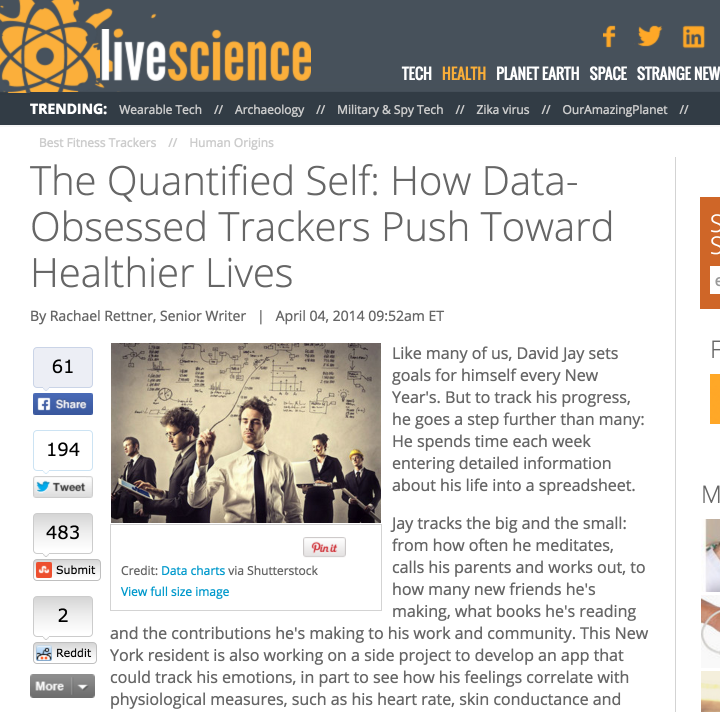 livescience
TECH HEALTH PLANET EARTH SPACE STRANGE NEW
TRENDING: Wearable Tech // Archaeology // Military & Spy Tech // Zika virus // OurAmazingPlanet //
Best Fitness Trackers // Human Origins
The Quantified Self: How Data-
Obsessed Trackers Push Toward
Healthier Lives
By Rachael Rettner, Senior Writer | April 04, 2014 09:52am ET
61
Share
194
Tweet
483
Submit
2
Reddit
More
Pin it
Credit: Data charts via Shutterstock
View full size image
Like many of us, David Jay sets
goals for himself every New
Year's. But to track his progress,
he goes a step further than many:
He spends time each week
entering detailed information
about his life into a spreadsheet.
Jay tracks the big and the small:
from how often he meditates,
calls his parents and works out, to
how many new friends he's
making, what books he's reading
and the contributions he's making to his work and community. This New
York resident is also working on a side project to develop an app that
could track his emotions, in part to see how his feelings correlate with
physiological measures, such as his heart rate, skin conductance and
S
S
e
F
M